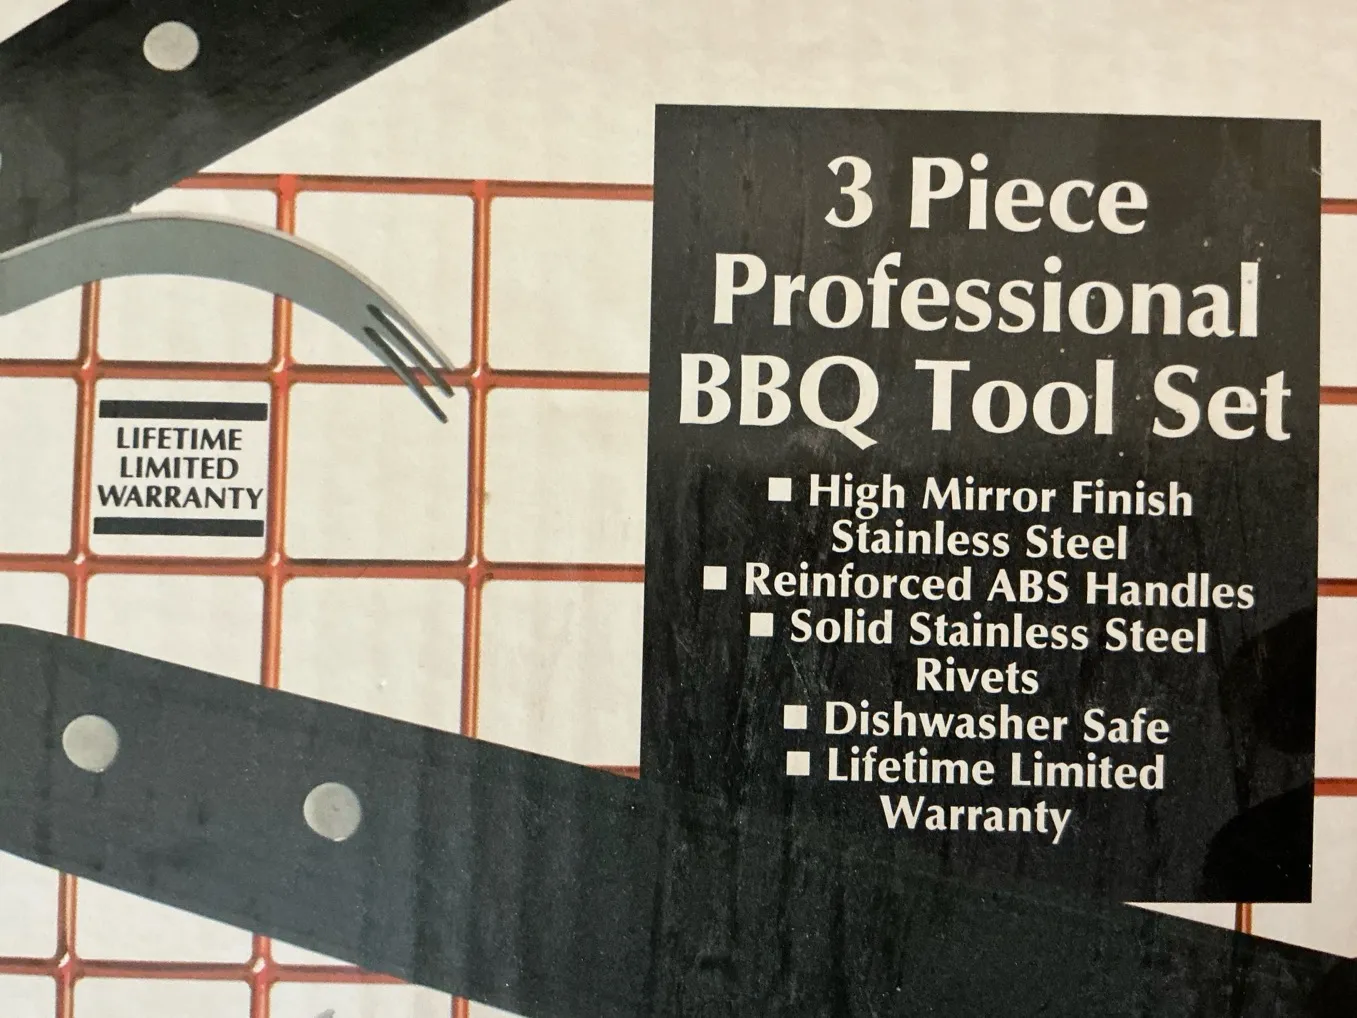 3 Piece
Professional
BBQ Tool Set
■ High Mirror Finish
Stainless Steel
■ Reinforced ABS Handles
■ Solid Stainless Steel
Rivets
■ Dishwasher Safe
■ Lifetime Limited
Warranty
LIFETIME
LIMITED
WARRANTY